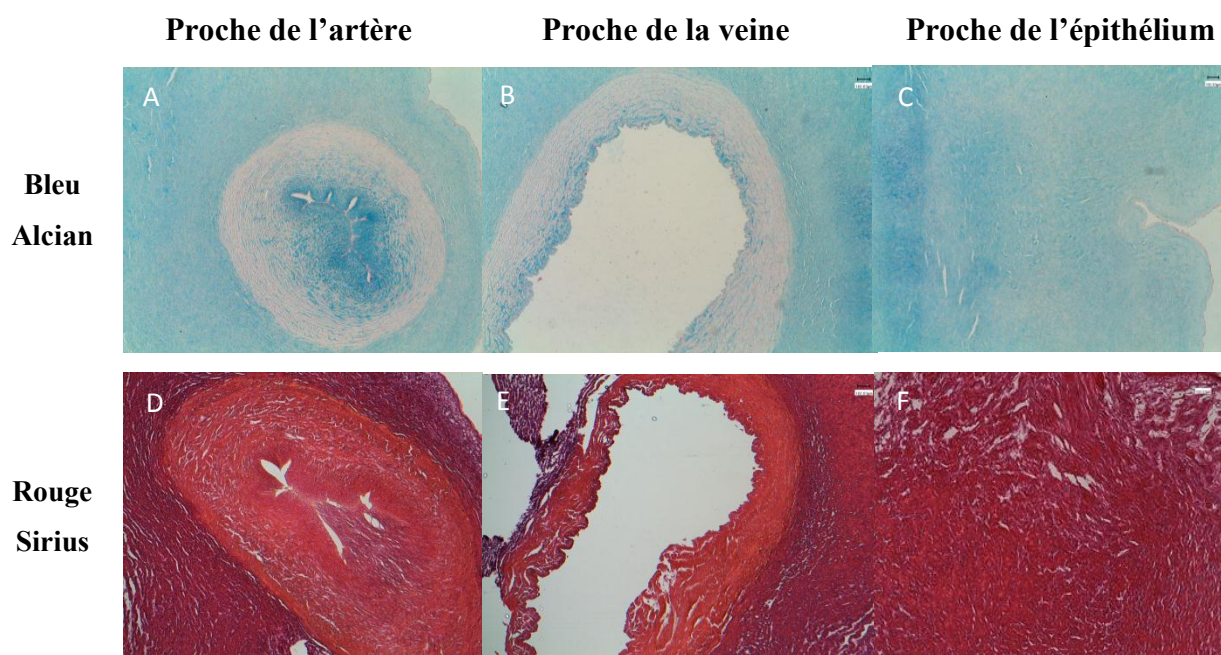 Proche de l'artère
Proche de la veine
Proche de l'épithélium
Bleu
Alcian
A
B
C
Rouge
Sirius
D
E
F